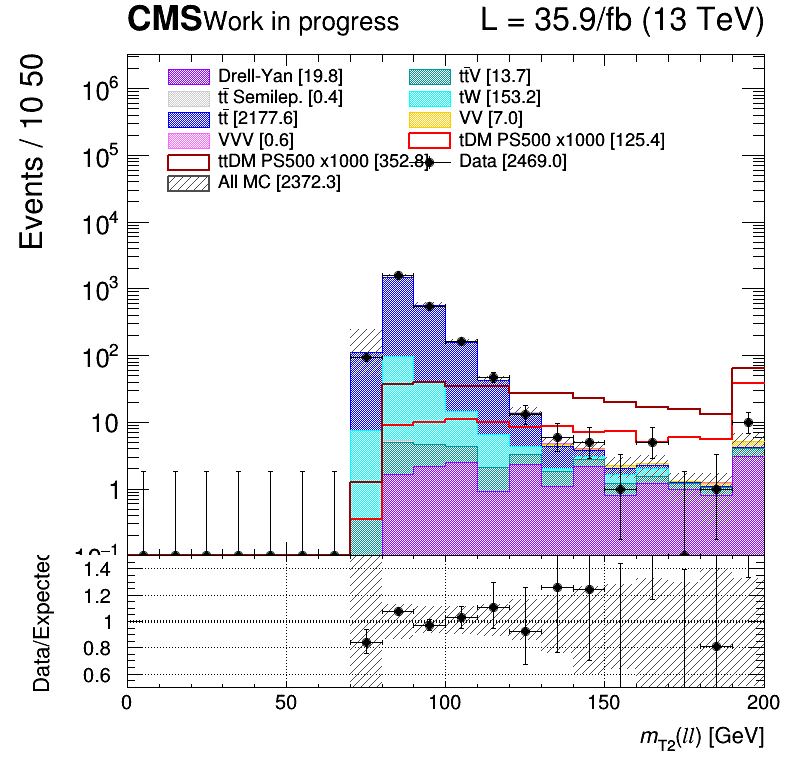 CMS Work in progress L = 35.9/fb (13 TeV)
Events / 10 50
10⁶
10⁵
10⁴
10³
10²
10
1
10⁻¹
Drell-Yan [19.8]
tt̄ Semilep. [0.4]
tt̄ [2177.6]
VVV [0.6]
ttDM PS500 x1000 [352.8]
All MC [2372.3]
tt̄V [13.7]
tW [153.2]
VV [7.0]
tDM PS500 x1000 [125.4]
Data [2469.0]
Data/Expected
1.4
1.2
1
0.8
0.6
0 50 100 150 200
m_T2(ll) [GeV]